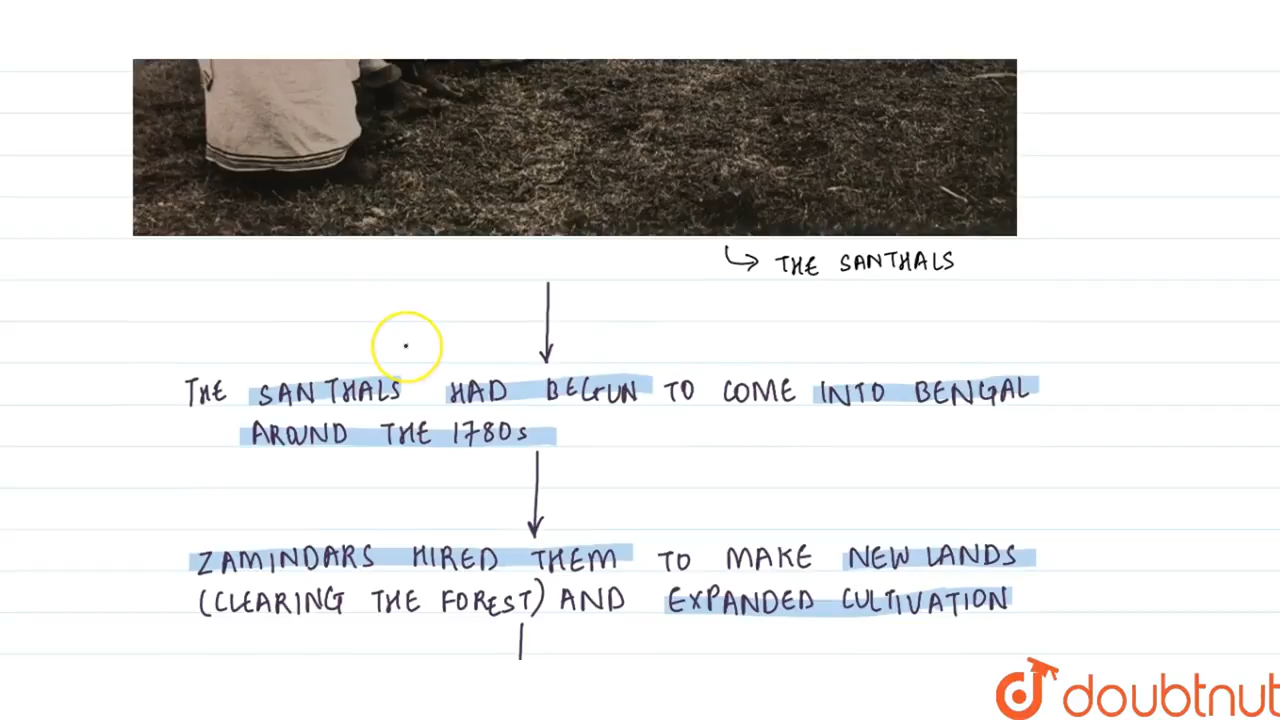 THE SANTHALS
THE SANTHALS HAD BEGUN TO COME INTO BENGAL
AROUND THE 1780s
ZAMINDARS HIRED THEM TO MAKE NEW LANDS
(CLEARING THE FOREST) AND EXPANDED CULTIVATION
doubtnut